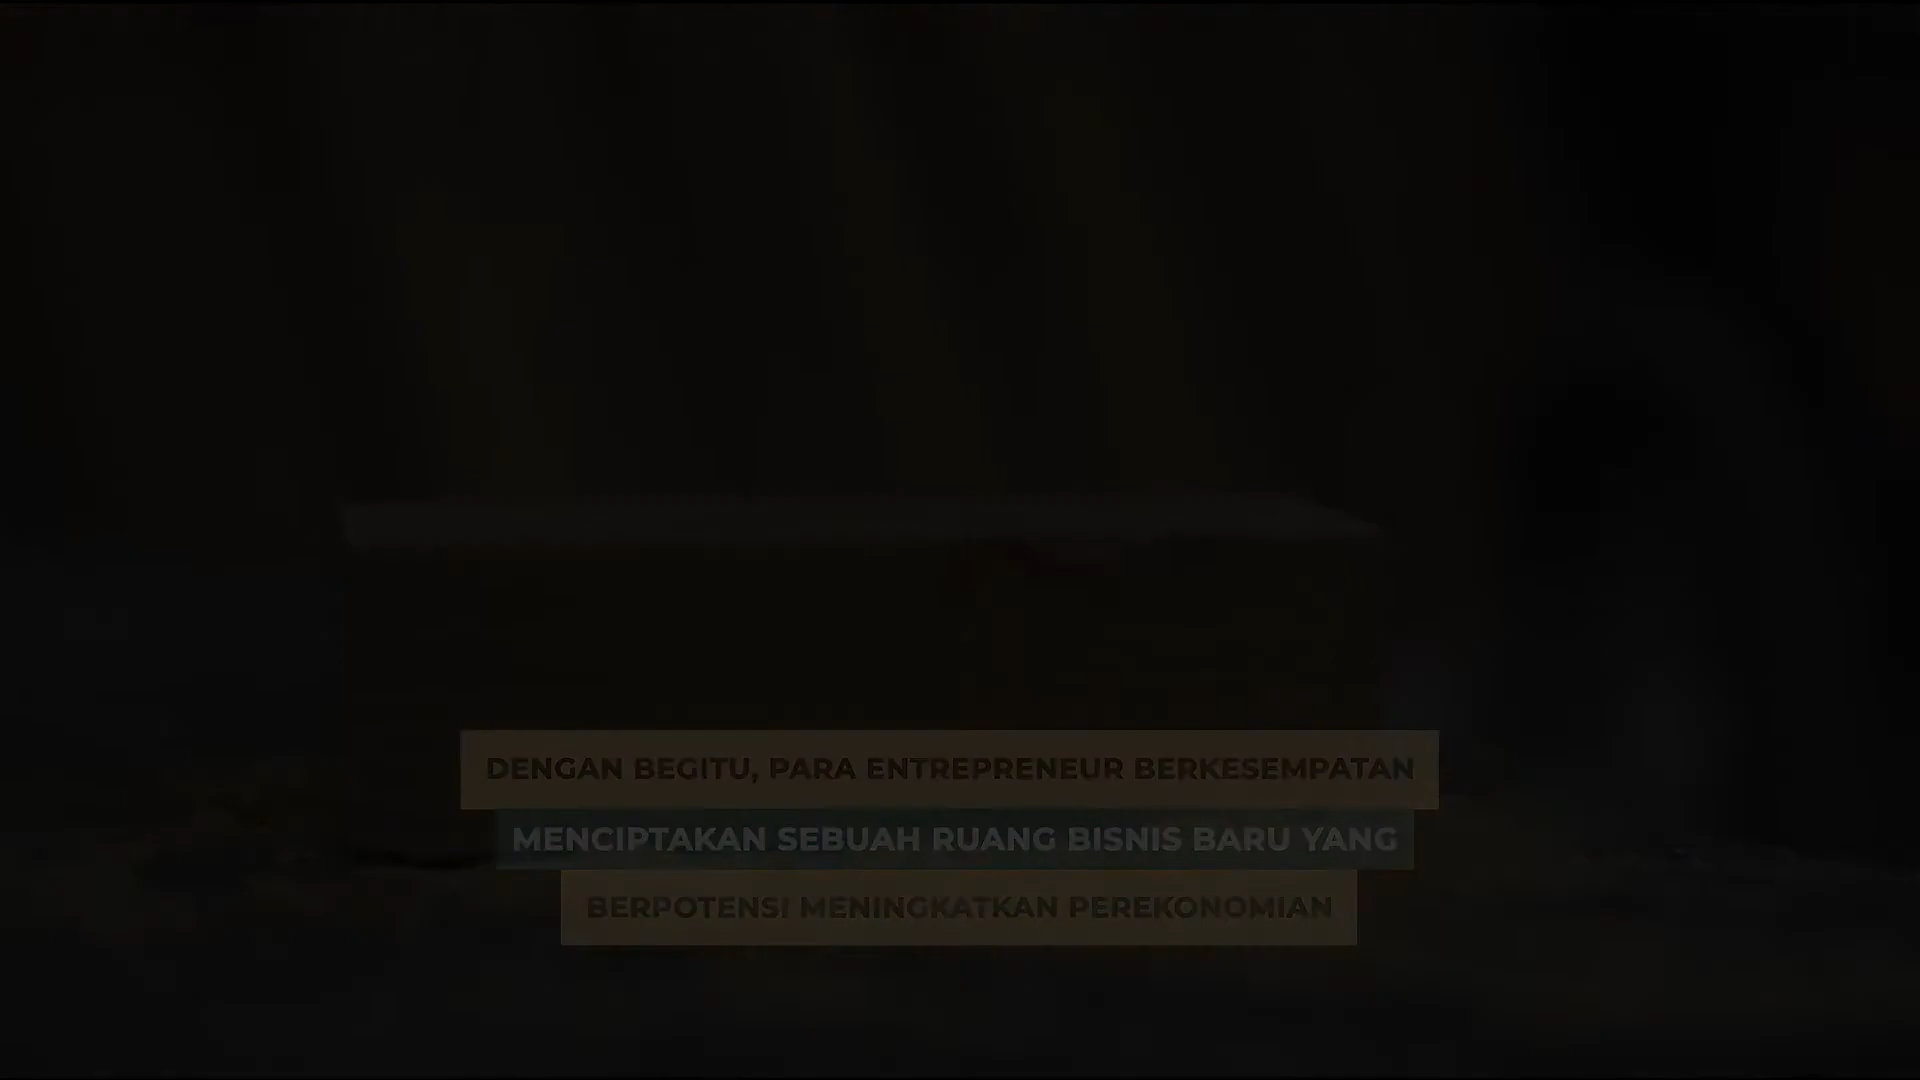 DENGAN BEGITU, PARA ENTREPRENEUR BERKESEMPATAN
MENCIPTAKAN SEBUAH RUANG BISNIS BARU YANG
BERPOTENSI MENINGKATKAN PEREKONOMIAN